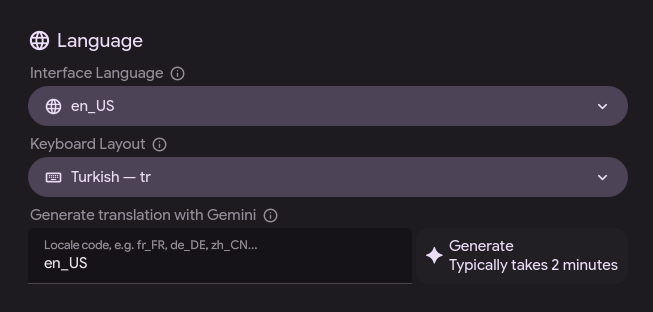 Language
Interface Language
en_US
Keyboard Layout
Turkish — tr
Generate translation with Gemini
Locale code, e.g. fr_FR, de_DE, zh_CN...
en_US
Generate
Typically takes 2 minutes